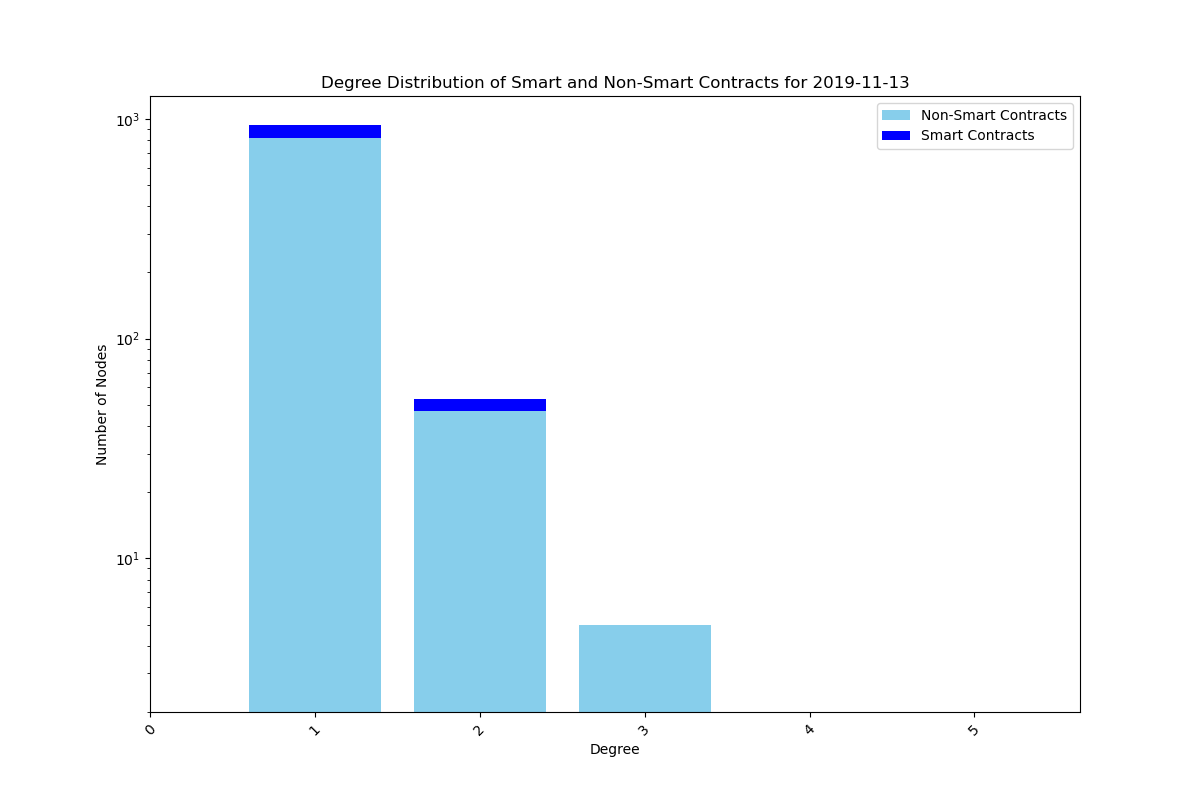 Degree Distribution of Smart and Non-Smart Contracts for 2019-11-13
Non-Smart Contracts
Smart Contracts
Number of Nodes
10³
10²
10¹
0 1 2 3 4 5
Degree